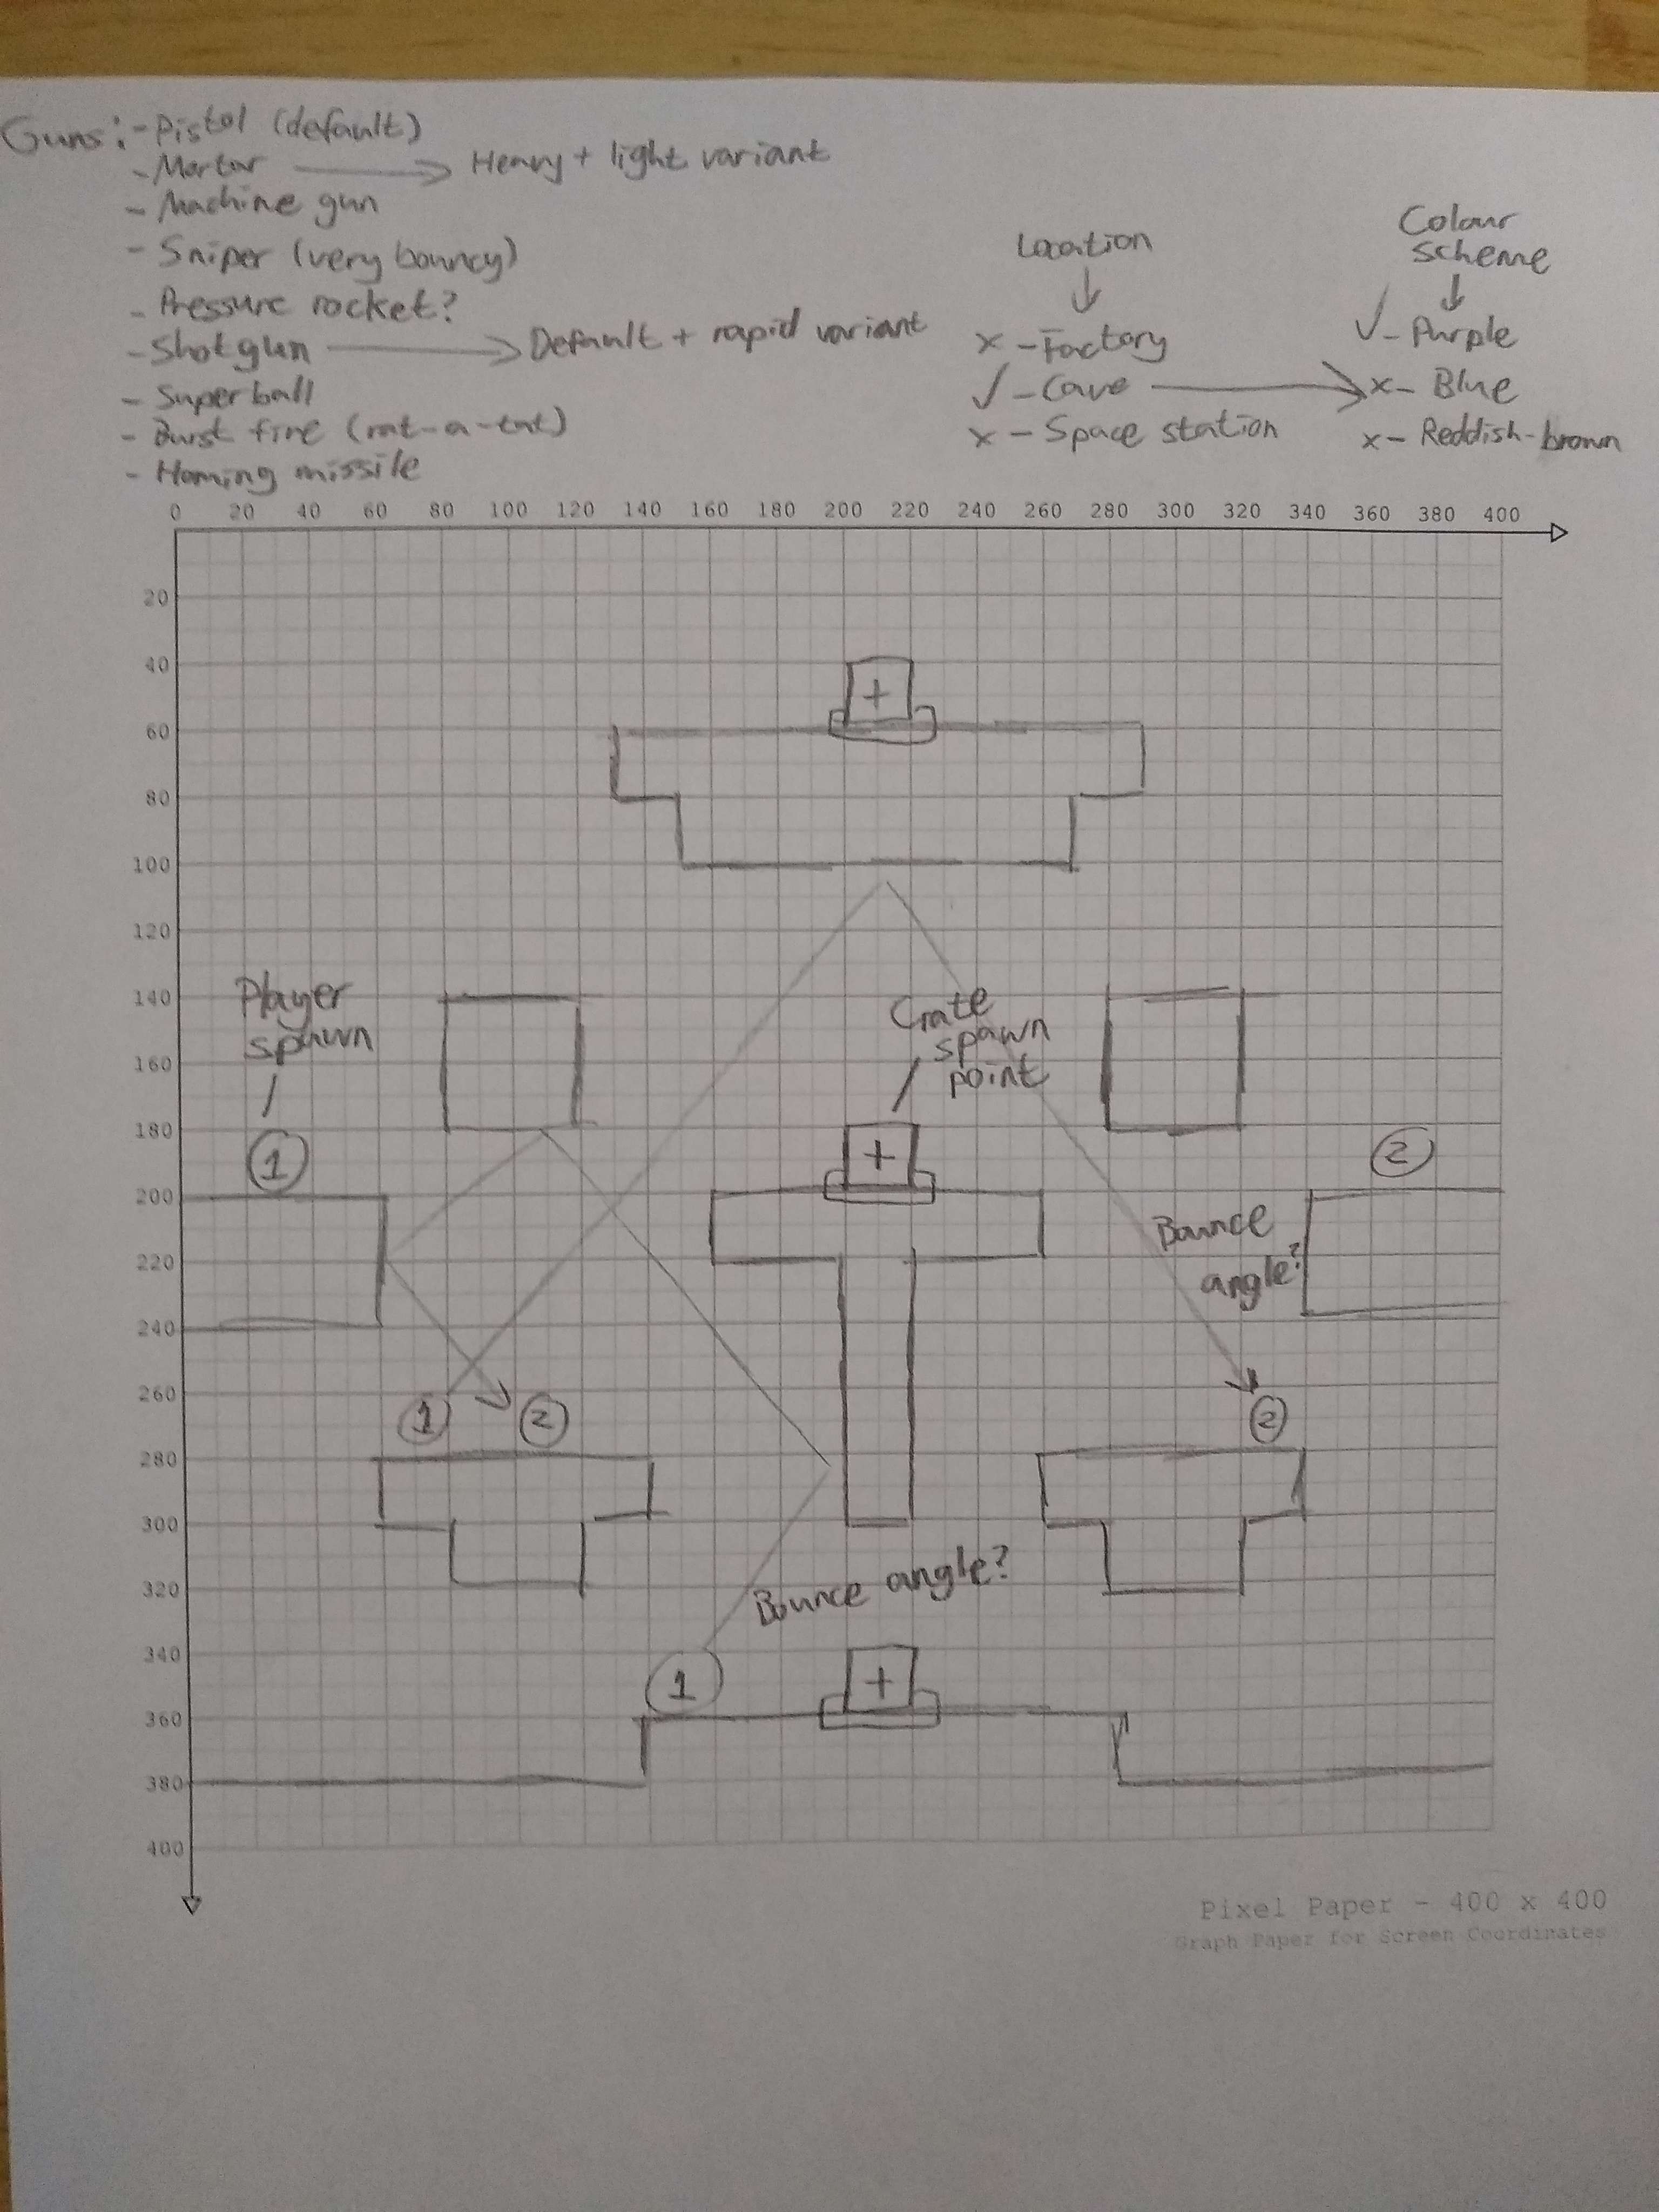 Guns: - Pistol (default)
- Mortar → Heavy + light variant
- Machine gun
- Sniper (very bouncy)
- Pressure rocket?
- Shotgun → Default + rapid variant
- Superball
- Burst fire (rat-a-tat)
- Homing missile
Location
↓
x - Factory
✓ - Cave →
x - Space station
Colour
scheme
↓
✓ - Purple
x - Blue
x - Reddish-brown
0 20 40 60 80 100 120 140 160 180 200 220 240 260 280 300 320 340 360 380 400
20
40
+
60
80
100
120
140
Player
spawn
Crate
spawn
point
160
180
1
+
2
200
Bounce
angle?
220
240
260
1 2
2
280
300
320
Bounce angle?
340
1
+
360
380
400
Pixel Paper - 400 x 400
Graph Paper for Screen Coordinates